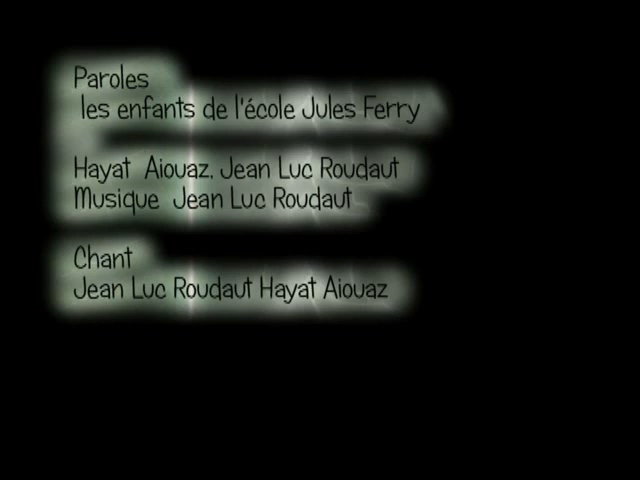 Paroles
les enfants de l'école Jules Ferry
Hayat Aiouaz, Jean Luc Roudaut
Musique Jean Luc Roudaut
Chant
Jean Luc Roudaut Hayat Aiouaz